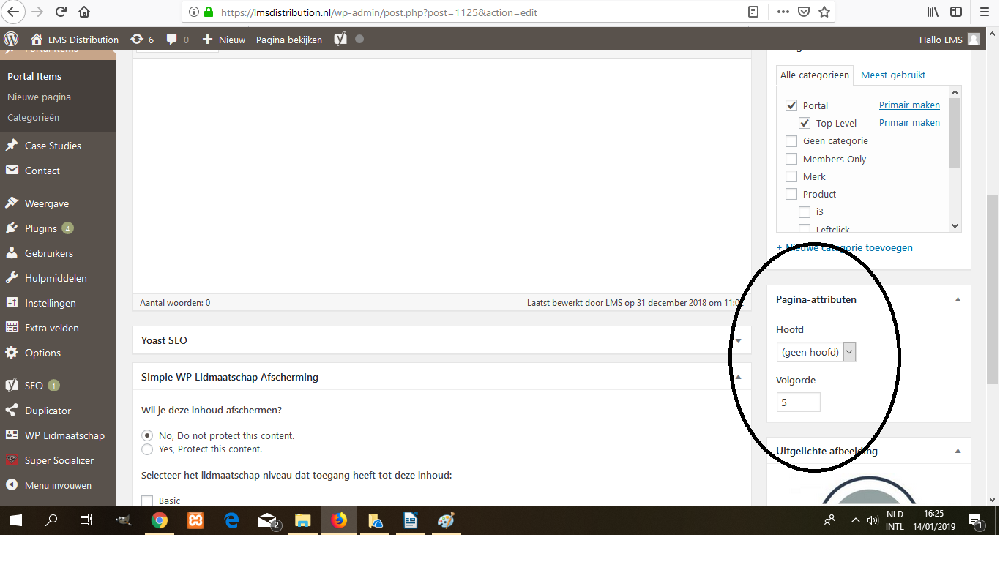 https://lmsdistribution.nl/wp-admin/post.php?post=1125&action=edit
LMS Distribution
6
0
Nieuw
Pagina bekijken
Hallo LMS
Portal Items
Portal Items
Nieuwe pagina
Categorieën
Case Studies
Contact
Weergave
Plugins 4
Gebruikers
Hulpmiddelen
Instellingen
Extra velden
Options
SEO 1
Duplicator
WP Lidmaatschap
Super Socializer
Menu invouwen
Aantal woorden: 0
Laatst bewerkt door LMS op 31 december 2018 om
Yoast SEO
Simple WP Lidmaatschap Afscherming
Wil je deze inhoud afschermen?
No, Do not protect this content.
Yes, Protect this content.
Selecteer het lidmaatschap niveau dat toegang heeft tot deze inhoud:
Basic
Alle categorieën
Meest gebruikt
Portal Primair maken
Top Level Primair maken
Geen categorie
Members Only
Merk
Product
i3
Leftclick
+ Nieuwe categorie toevoegen
Pagina-attributen
Hoofd
(geen hoofd)
Volgorde
5
Uitgelichte afbeelding
2
NLD
INTL
16:25
14/01/2019
1